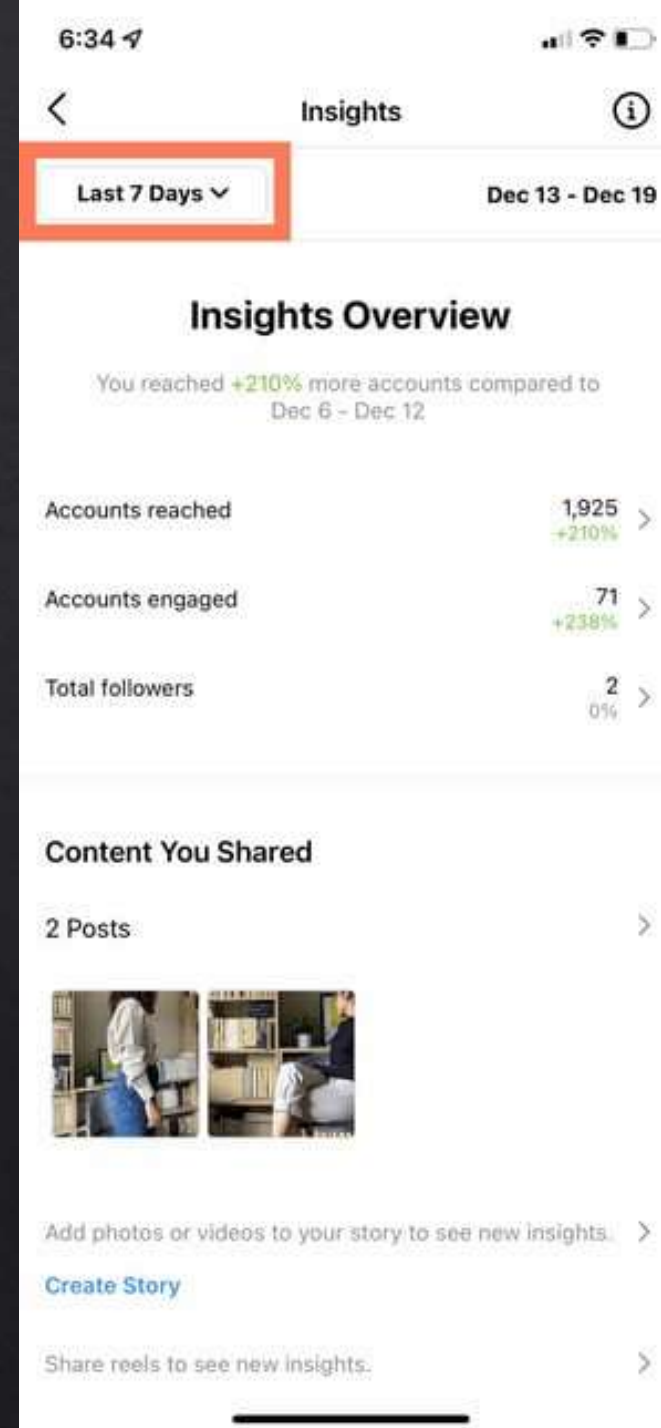 6:34
Insights
Last 7 Days
Dec 13 - Dec 19
Insights Overview
You reached +210% more accounts compared to
Dec 6 - Dec 12
Accounts reached
1,925
+210%
Accounts engaged
71
+238%
Total followers
2
0%
Content You Shared
2 Posts
Add photos or videos to your story to see new insights.
Create Story
Share reels to see new insights.